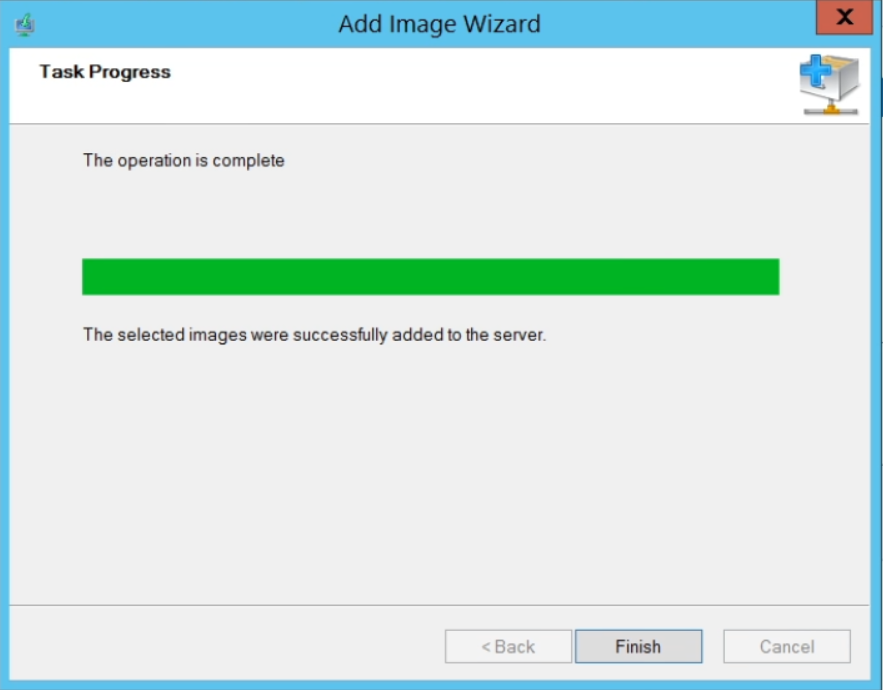 Add Image Wizard
X
Task Progress
The operation is complete
The selected images were successfully added to the server.
< Back
Finish
Cancel